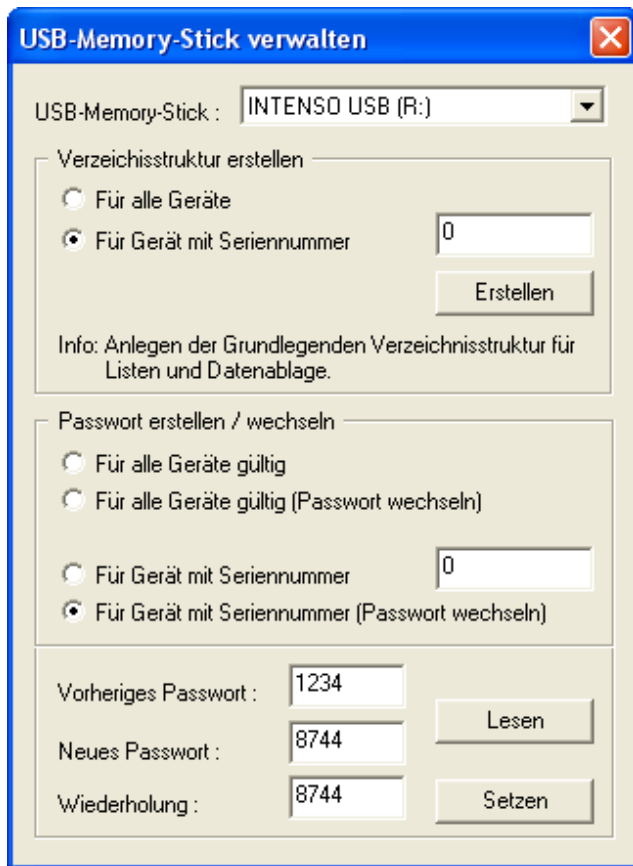 USB-Memory-Stick verwalten
USB-Memory-Stick : INTENSO USB (R:)
Verzeichisstruktur erstellen
Für alle Geräte
Für Gerät mit Seriennummer 0
Erstellen
Info: Anlegen der Grundlegenden Verzeichnisstruktur für
Listen und Datenablage.
Passwort erstellen / wechseln
Für alle Geräte gültig
Für alle Geräte gültig (Passwort wechseln)
Für Gerät mit Seriennummer 0
Für Gerät mit Seriennummer (Passwort wechseln)
Vorheriges Passwort : 1234
Lesen
Neues Passwort : 8744
Wiederholung : 8744 Setzen